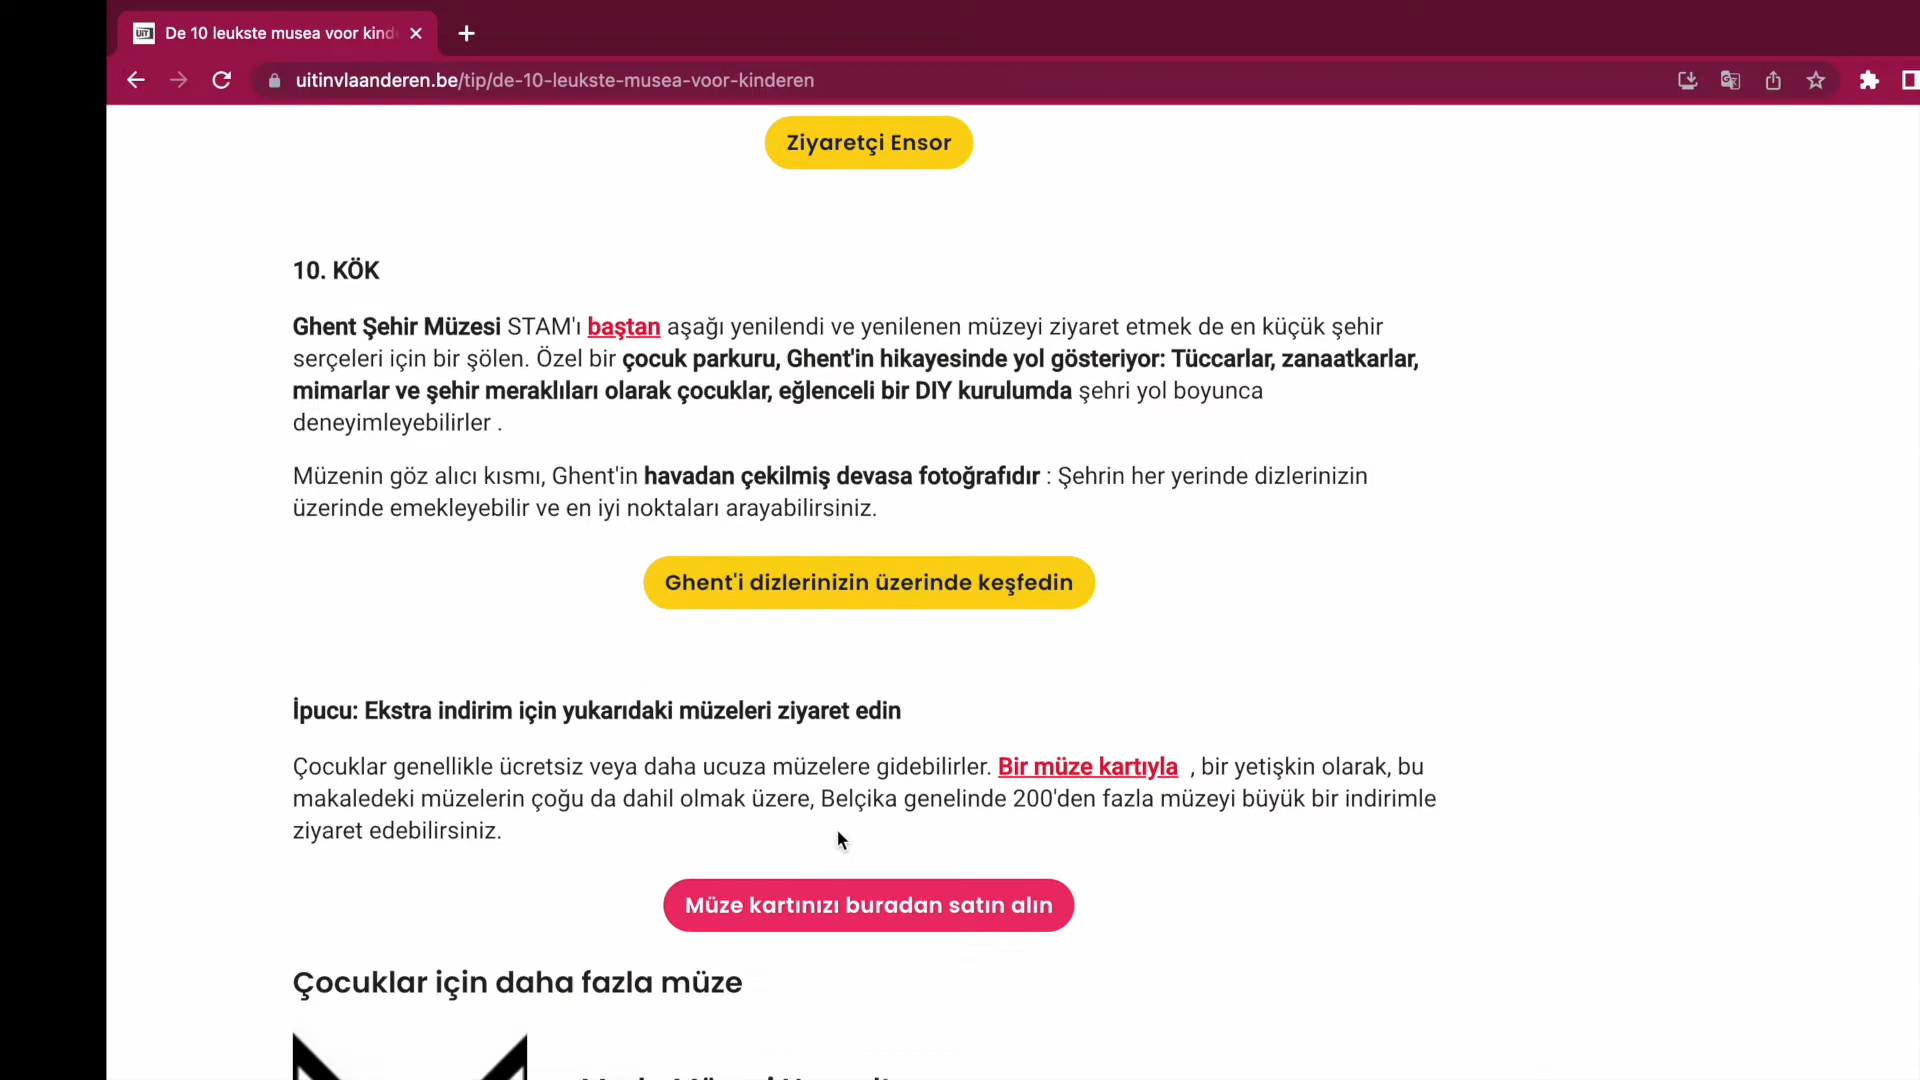 De 10 leukste musea voor kind
uitinvlaanderen.be/tip/de-10-leukste-musea-voor-kinderen
Ziyaretçi Ensor
10. KÖK
Ghent Şehir Müzesi STAM'ı baştan aşağı yenilendi ve yenilenen müzeyi ziyaret etmek de en küçük şehir
serçeleri için bir şölen. Özel bir çocuk parkuru, Ghent'in hikayesinde yol gösteriyor: Tüccarlar, zanaatkarlar,
mimarlar ve şehir meraklıları olarak çocuklar, eğlenceli bir DIY kurulumda şehri yol boyunca
deneyimleyebilirler .
Müzenin göz alıcı kısmı, Ghent'in havadan çekilmiş devasa fotoğrafıdır : Şehrin her yerinde dizlerinizin
üzerinde emekleyebilir ve en iyi noktaları arayabilirsiniz.
Ghent'i dizlerinizin üzerinde keşfedin
İpucu: Ekstra indirim için yukarıdaki müzeleri ziyaret edin
Çocuklar genellikle ücretsiz veya daha ucuza müzelere gidebilirler. Bir müze kartıyla , bir yetişkin olarak, bu
makaledeki müzelerin çoğu da dahil olmak üzere, Belçika genelinde 200'den fazla müzeyi büyük bir indirimle
ziyaret edebilirsiniz.
Müze kartınızı buradan satın alın
Çocuklar için daha fazla müze